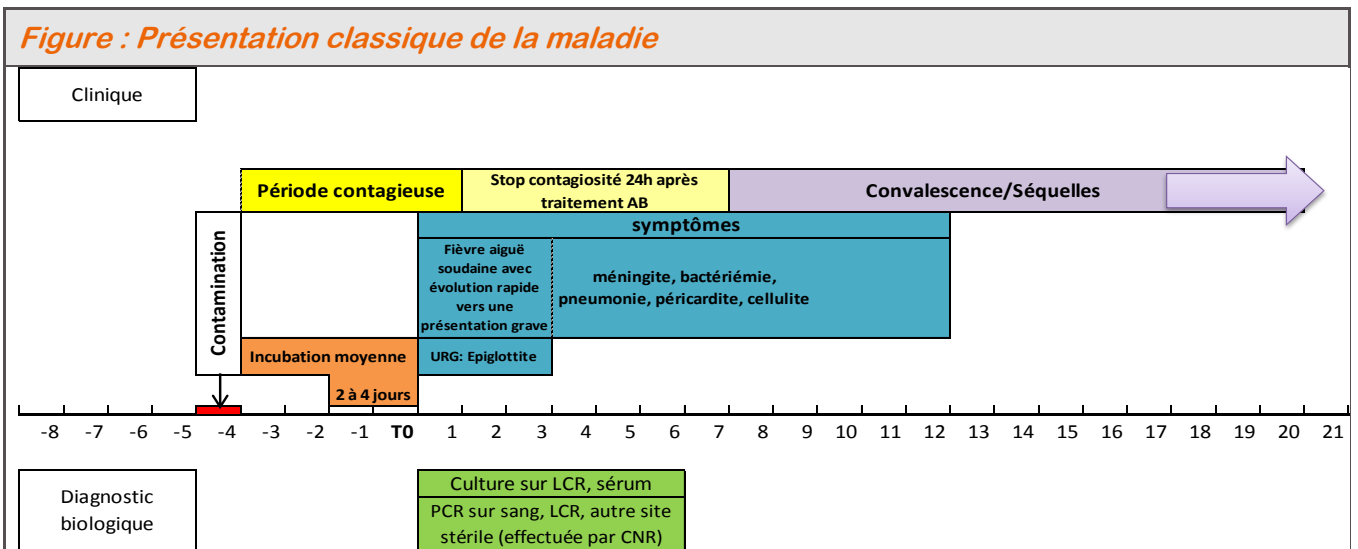 Figure : Présentation classique de la maladie
Clinique
Période contagieuse
Stop contagiosité 24h après
traitement AB
Convalescence/Séquelles
Contamination
symptômes
Fièvre aiguë
soudaine avec
évolution rapide
vers une
présentation grave
méningite, bactériémie,
pneumonie, péricardite, cellulite
Incubation moyenne
2 à 4 jours
URG: Epiglottite
-8 -7 -6 -5 -4 -3 -2 -1 T0 1 2 3 4 5 6 7 8 9 10 11 12 13 14 15 16 17 18 19 20 21
Diagnostic
biologique
Culture sur LCR, sérum
PCR sur sang, LCR, autre site
stérile (effectuée par CNR)